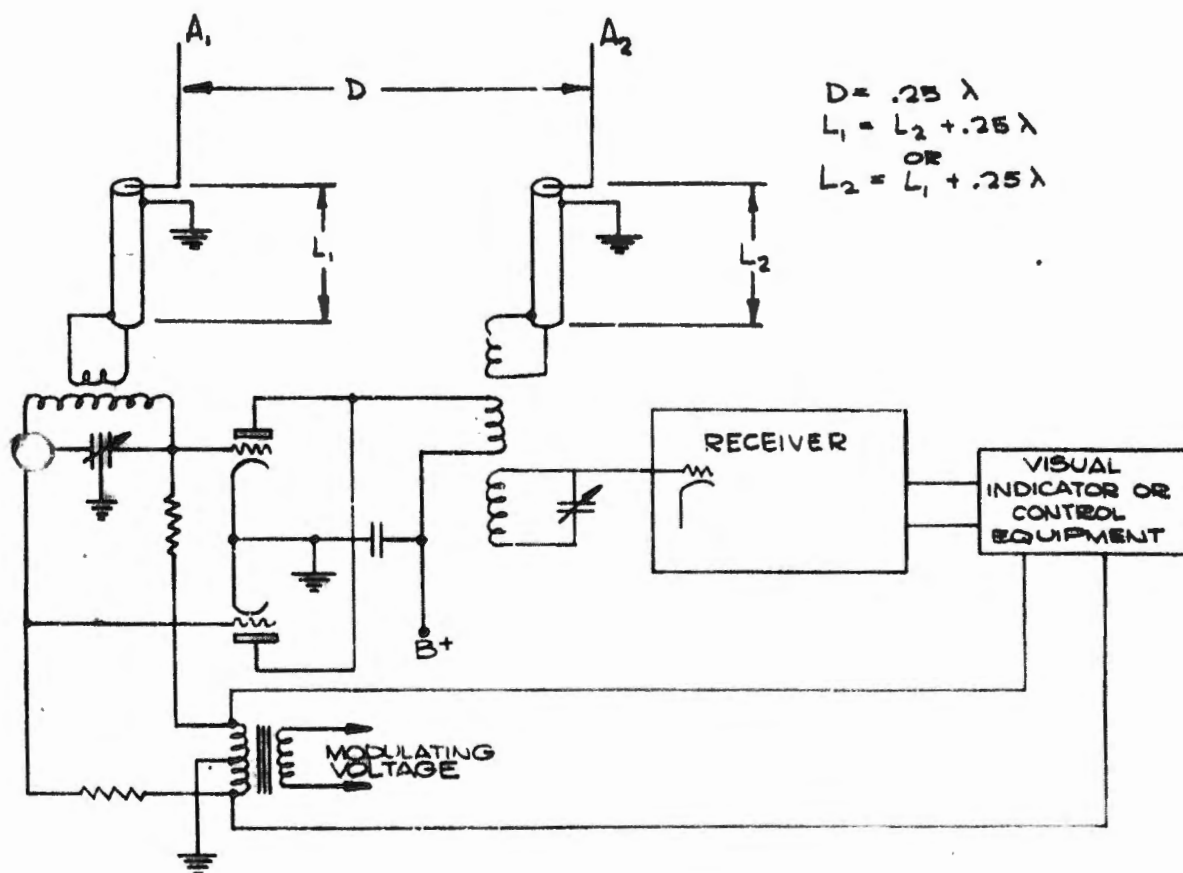 A₁
A₂
D
D = .25 λ
L₁ = L₂ + .25 λ
OR
L₂ = L₁ + .25 λ
L₁
L₂
RECEIVER
VISUAL
INDICATOR OR
CONTROL
EQUIPMENT
B+
MODULATING
VOLTAGE